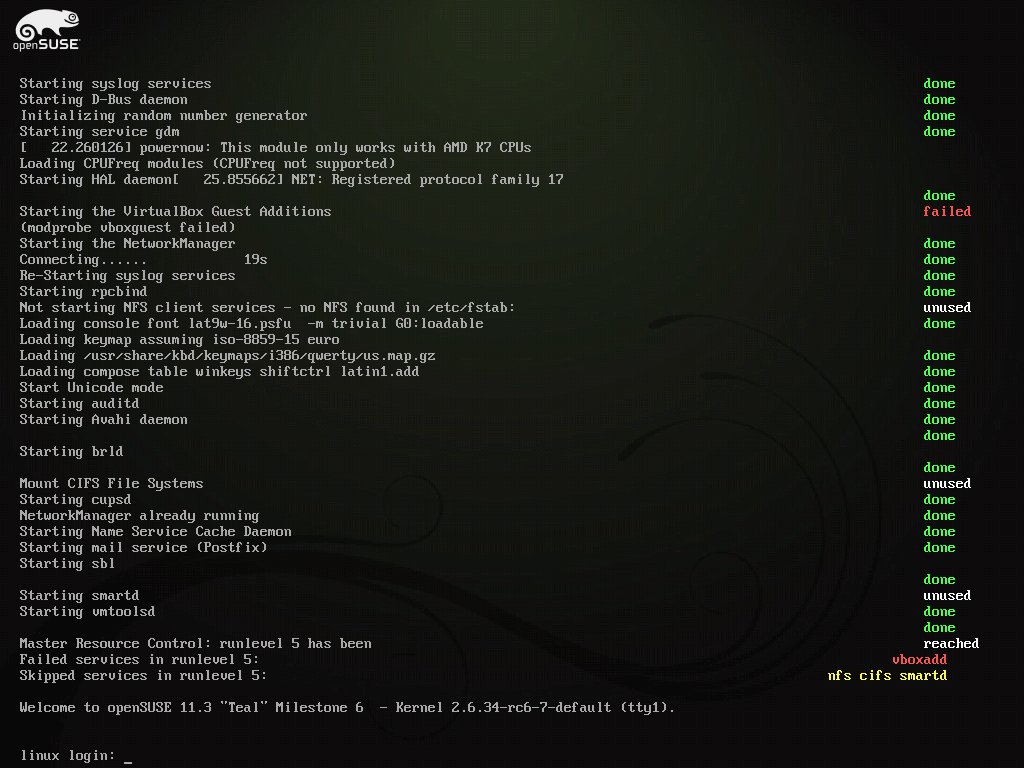 openSUSE
Starting syslog services done
Starting D-Bus daemon done
Initializing random number generator done
Starting service gdm done
[   22.260126] powernow: This module only works with AMD K7 CPUs
Loading CPUFreq modules (CPUFreq not supported)
Starting HAL daemon[   25.855662] NET: Registered protocol family 17
done
Starting the VirtualBox Guest Additions failed
(modprobe vboxguest failed)
Starting the NetworkManager done
Connecting...... 19s done
Re-Starting syslog services done
Starting rpcbind done
Not starting NFS client services - no NFS found in /etc/fstab: unused
Loading console font lat9w-16.psfu  -m trivial G0:loadable done
Loading keymap assuming iso-8859-15 euro
Loading /usr/share/kbd/keymaps/i386/qwerty/us.map.gz done
Loading compose table winkeys shiftctrl latin1.add done
Start Unicode mode done
Starting auditd done
Starting Avahi daemon done
done
Starting brld
done
Mount CIFS File Systems unused
Starting cupsd done
NetworkManager already running done
Starting Name Service Cache Daemon done
Starting mail service (Postfix) done
Starting sbl
done
Starting smartd unused
Starting vmtoolsd done
done
Master Resource Control: runlevel 5 has been reached
Failed services in runlevel 5: vboxadd
Skipped services in runlevel 5: nfs cifs smartd
Welcome to openSUSE 11.3 "Teal" Milestone 6  - Kernel 2.6.34-rc6-7-default (tty1).
linux login: _